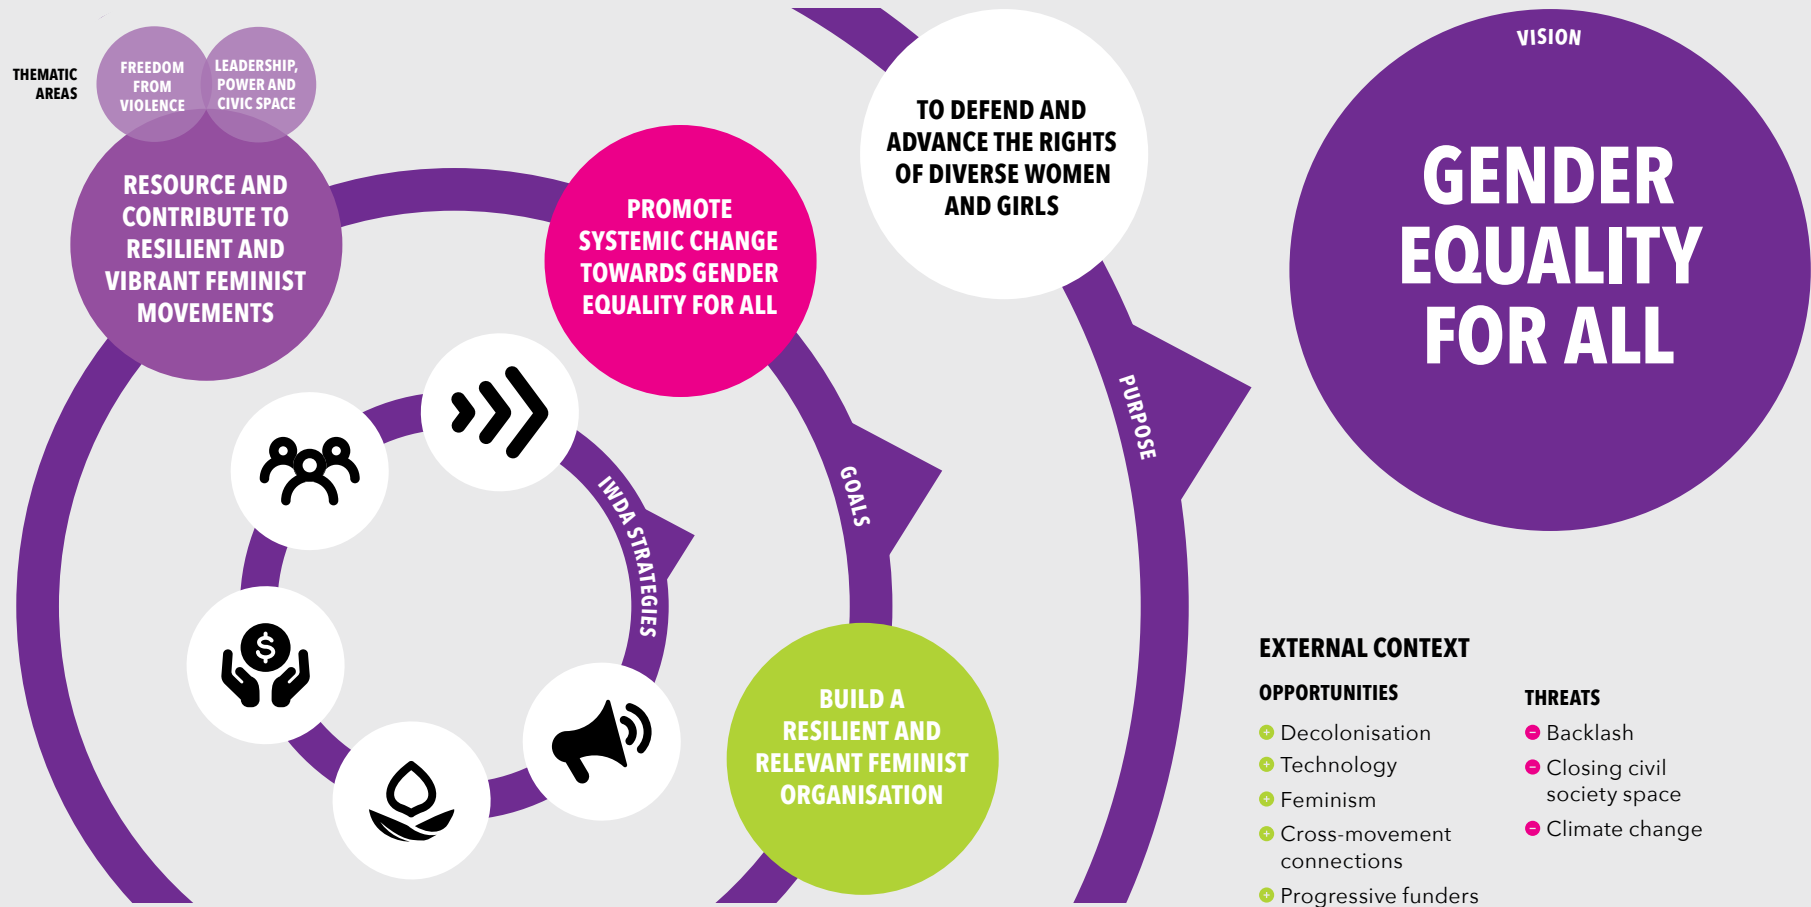 THEMATIC
AREAS
FREEDOM
FROM
VIOLENCE
LEADERSHIP,
POWER AND
CIVIC SPACE
RESOURCE AND
CONTRIBUTE TO
RESILIENT AND
VIBRANT FEMINIST
MOVEMENTS
PROMOTE
SYSTEMIC CHANGE
TOWARDS GENDER
EQUALITY FOR ALL
BUILD A
RESILIENT AND
RELEVANT FEMINIST
ORGANISATION
IWDA STRATEGIES
GOALS
TO DEFEND AND
ADVANCE THE RIGHTS
OF DIVERSE WOMEN
AND GIRLS
PURPOSE
VISION
GENDER
EQUALITY
FOR ALL
$
EXTERNAL CONTEXT
OPPORTUNITIES
Decolonisation
Technology
Feminism
Cross-movement
connections
Progressive funders
THREATS
Backlash
Closing civil
society space
Climate change